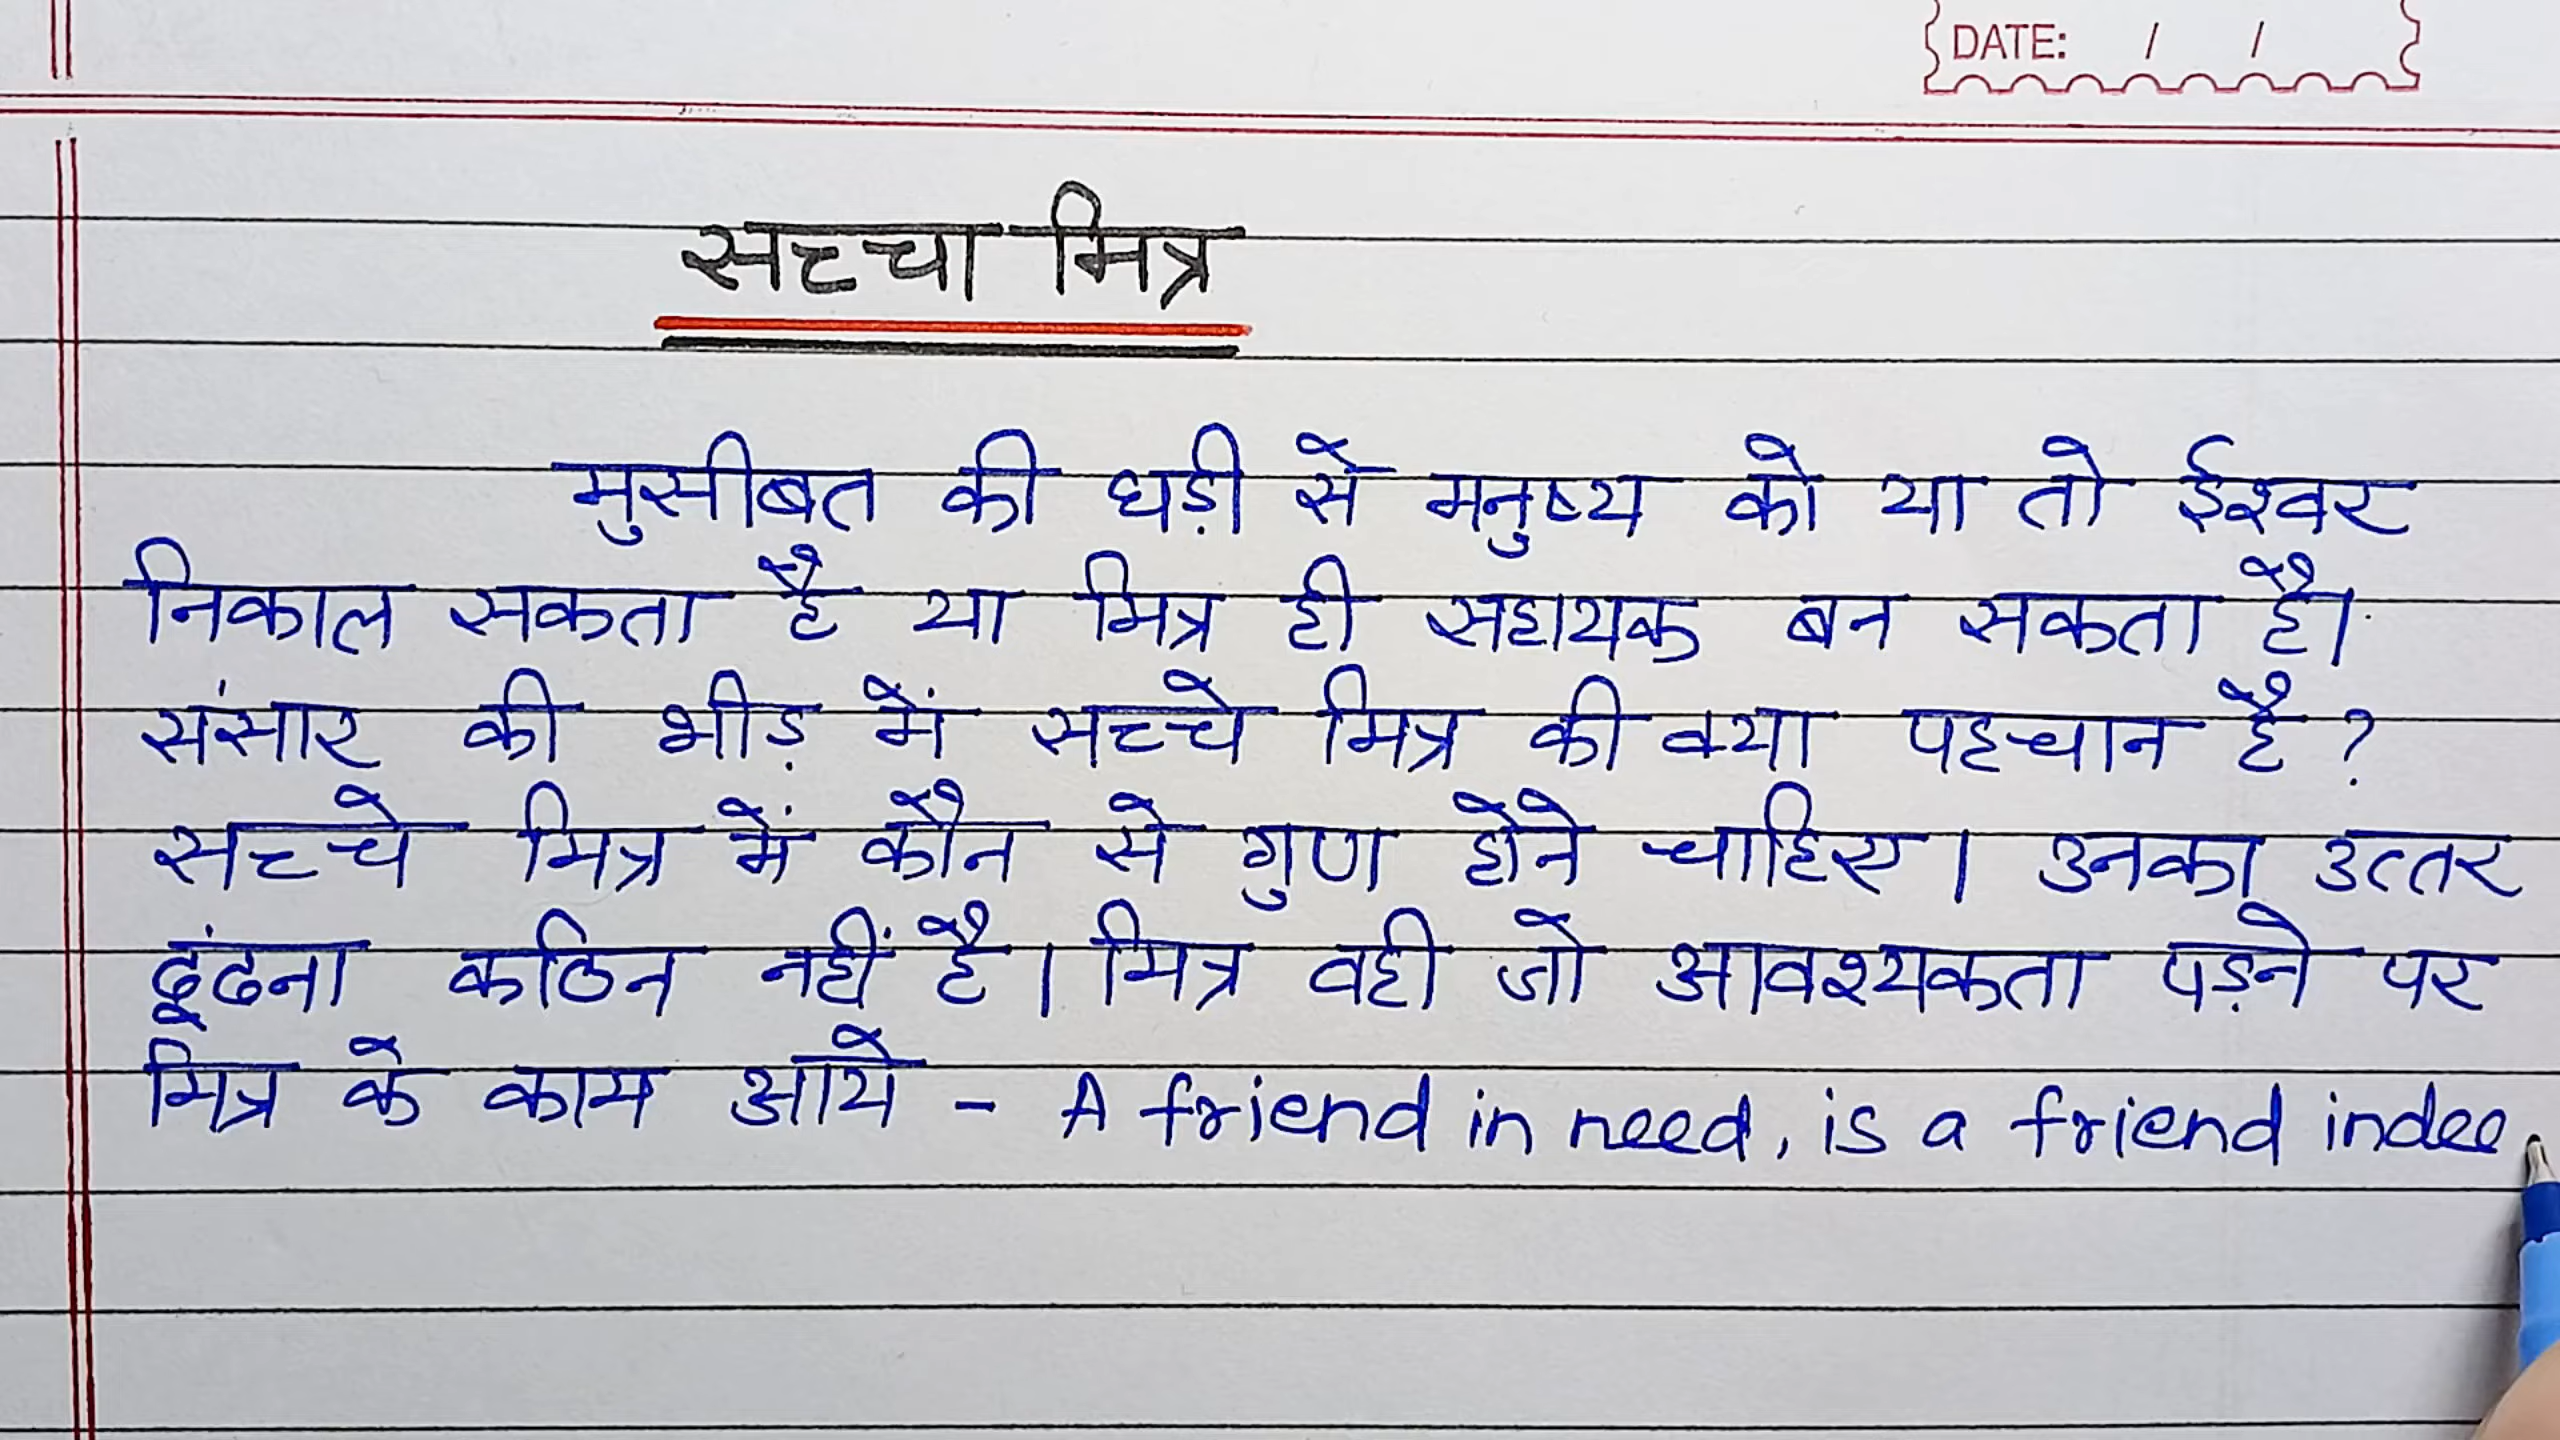 DATE: / /
सच्चा मित्र
मुसीबत की घड़ी से मनुष्य को या तो ईश्वर
निकाल सकता है या मित्र ही सहायक बन सकता है।
संसार की भीड़ में सच्चे मित्र की क्या पहचान है?
सच्चे मित्र में कौन से गुण होने चाहिए। उनका उत्तर
ढूंढना कठिन नहीं है। मित्र वही जो आवश्यकता पड़ने पर
मित्र के काम आये - A friend in need, is a friend indee